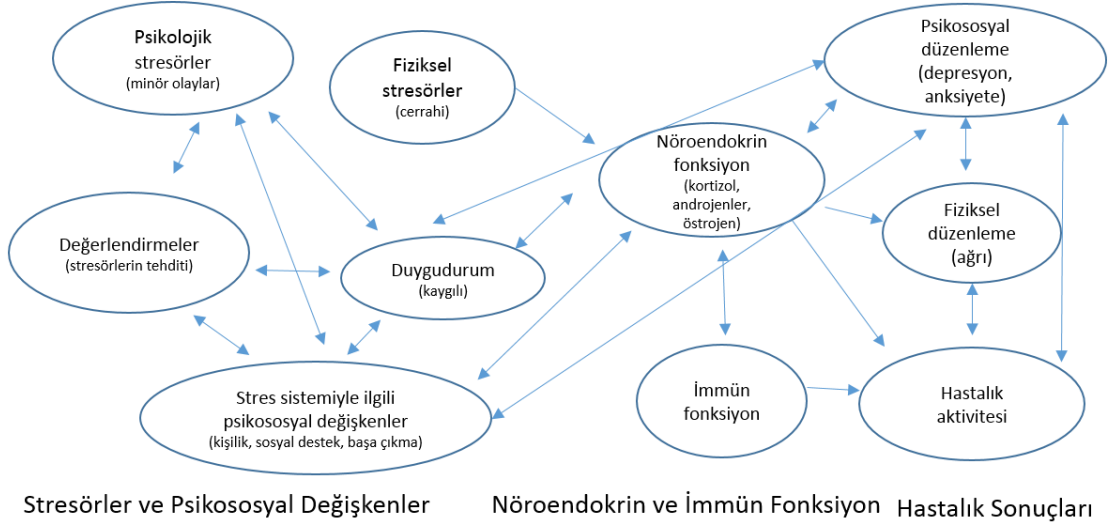 Psikolojik
stresörler
(minör olaylar)
Fiziksel
stresörler
(cerrahi)
Psikososyal
düzenleme
(depresyon,
anksiyete)
Nöroendokrin
fonksiyon
(kortizol,
androjenler,
östrojen)
Değerlendirmeler
(stresörlerin tehditi)
Duygudurum
(kaygılı)
Fiziksel
düzenleme
(ağrı)
Stres sistemiyle ilgili
psikososyal değişkenler
(kişilik, sosyal destek, başa çıkma)
İmmün
fonksiyon
Hastalık
aktivitesi
Stresörler ve Psikososyal Değişkenler
Nöroendokrin ve İmmün Fonksiyon
Hastalık Sonuçları